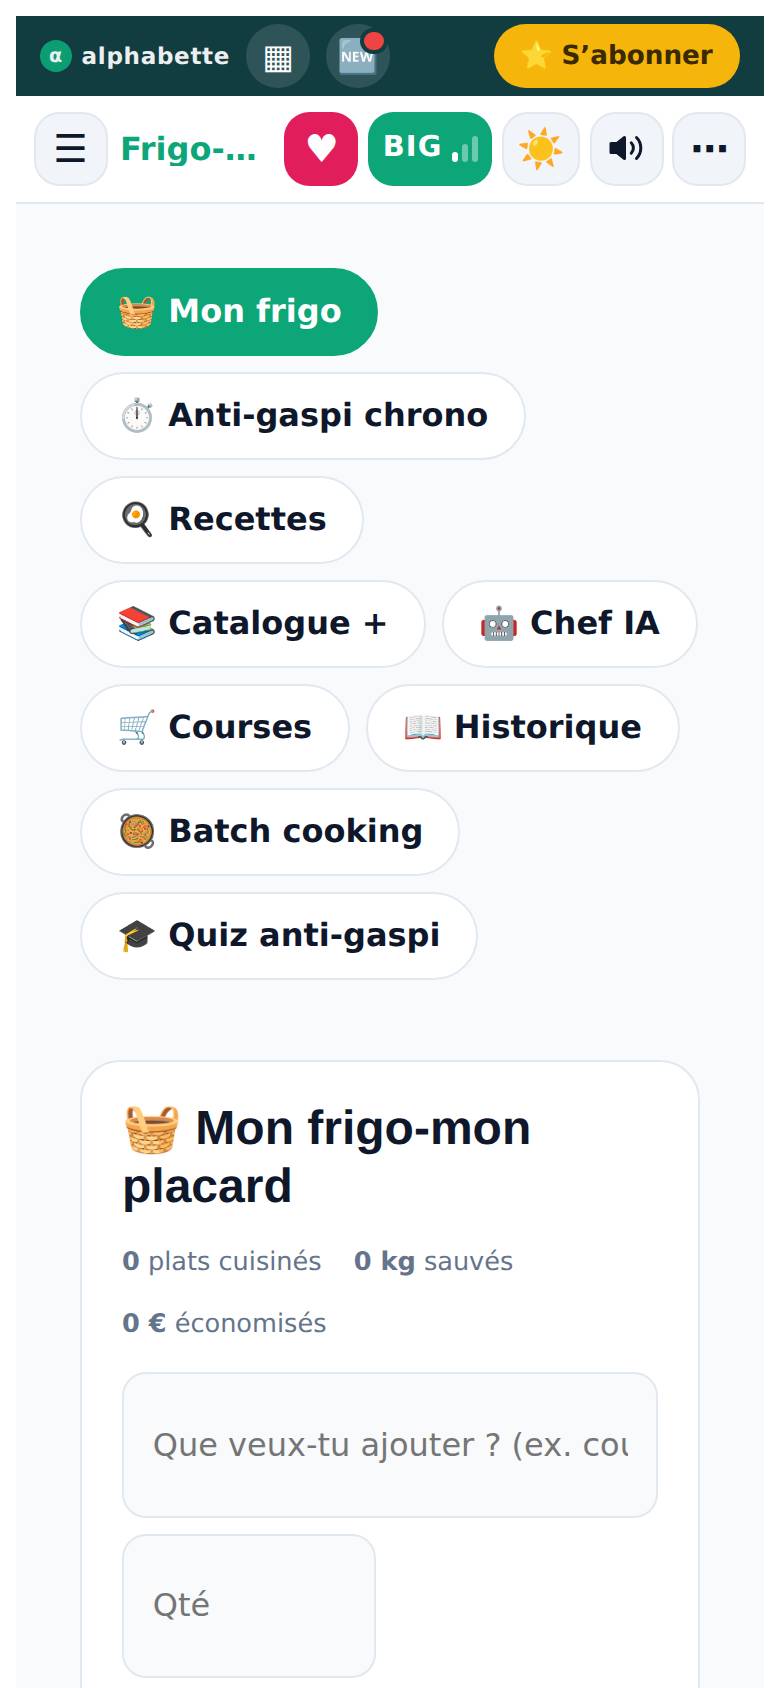 α alphabette NEW ⭐ S’abonner
☰ Frigo-… ♥ BIG ☀️ 🔊 ⋯
🧺 Mon frigo
⏱️ Anti-gaspi chrono
🍳 Recettes
📚 Catalogue + 🤖 Chef IA
🛒 Courses 📖 Historique
🥘 Batch cooking
🎓 Quiz anti-gaspi
🧺 Mon frigo-mon
placard
0 plats cuisinés 0 kg sauvés
0 € économisés
Que veux-tu ajouter ? (ex. cou
Qté